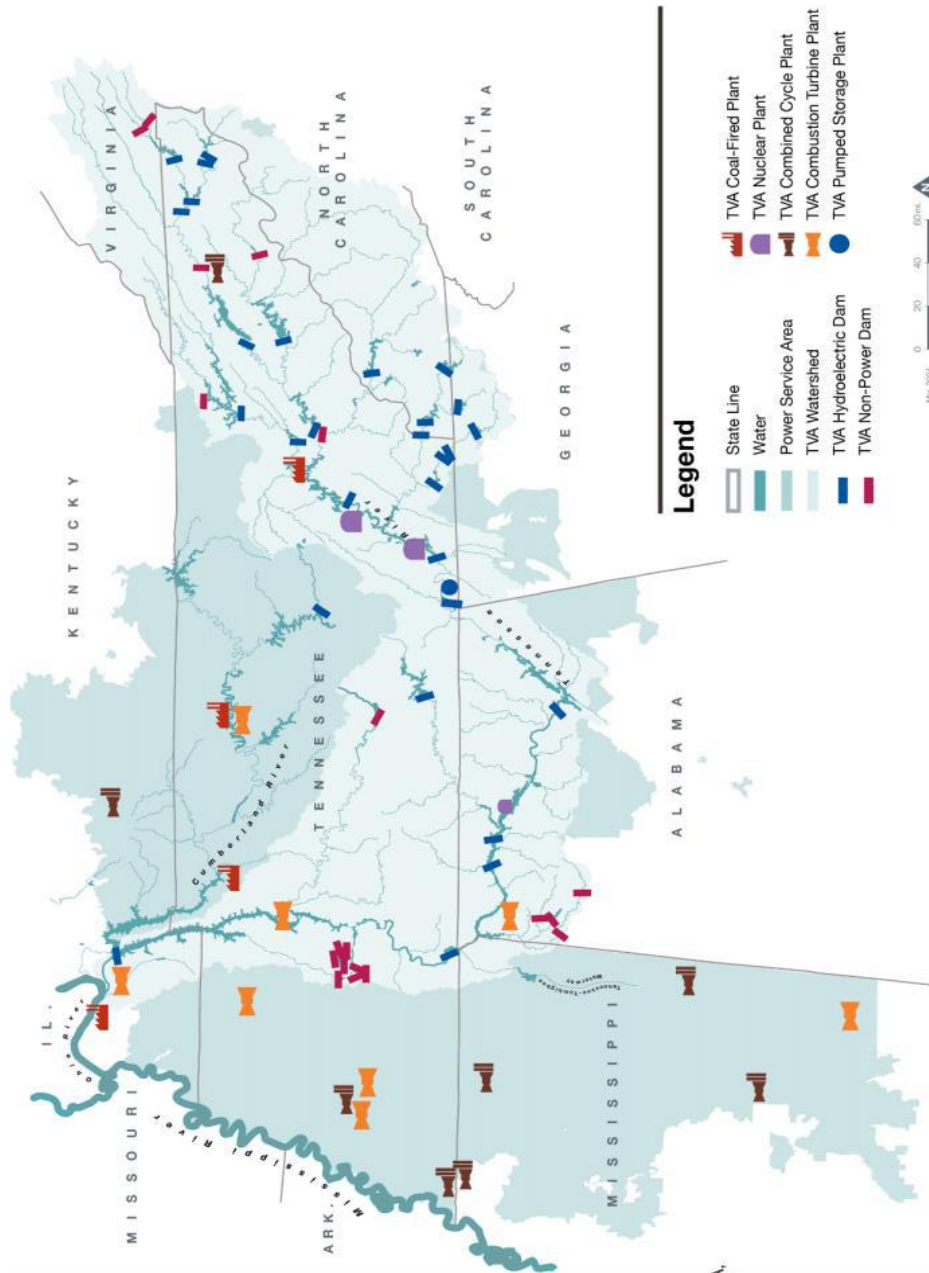 VIRGINIA
KENTUCKY
NORTH
CAROLINA
SOUTH
CAROLINA
GEORGIA
TENNESSEE
ALABAMA
MISSISSIPPI
MISSOURI
IL.
ARK.
Ohio River
Mississippi River
Cumberland River
Tennessee
River
Tennessee-Tombigbee
Waterway
Legend
State Line
Water
Power Service Area
TVA Watershed
TVA Hydroelectric Dam
TVA Non-Power Dam
TVA Coal-Fired Plant
TVA Nuclear Plant
TVA Combined Cycle Plant
TVA Combustion Turbine Plant
TVA Pumped Storage Plant
0 20 40 60 mi.
N